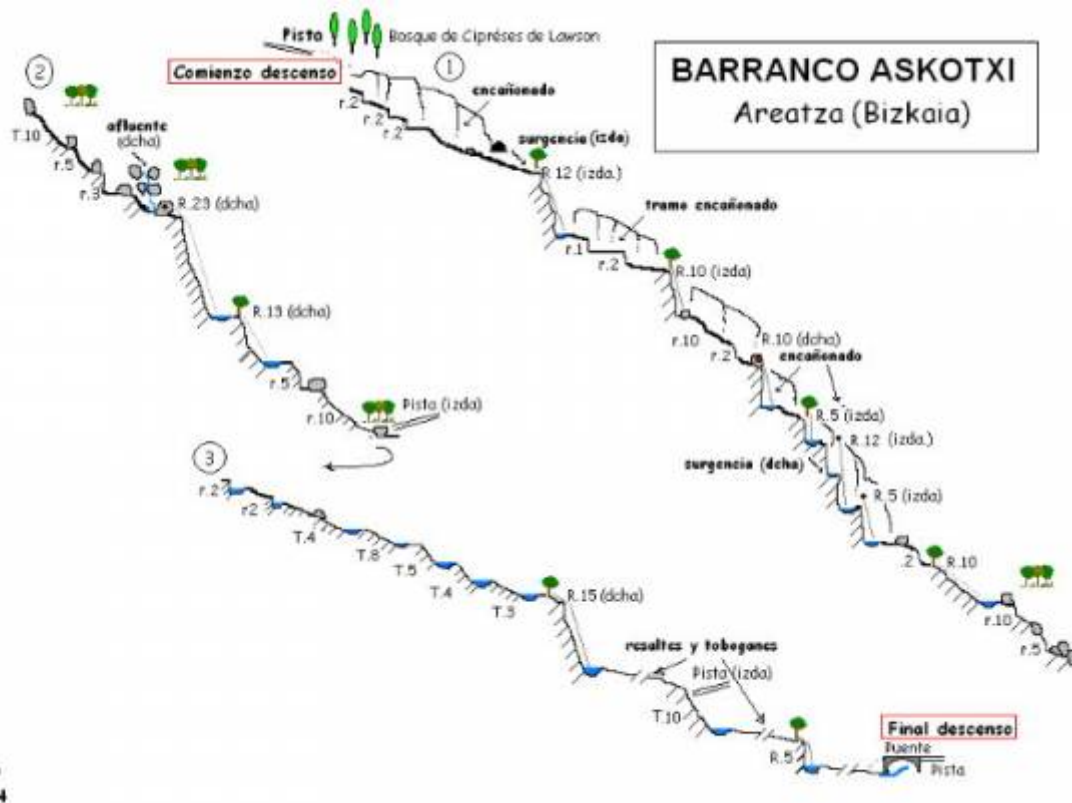 BARRANCO ASKOTXI
Areatza (Bizkaia)
Pista
Bosque de Cipréses de Lawson
Comienzo descenso
1
r.2
r.2
r.2
encañonado
surgencia (izda)
R.12 (izda.)
tramo encañonado
r.1
r.2
R.10 (izda)
r.10
r.2
R.10 (dcha)
encañonado
R.5 (izda)
R.12 (izda.)
surgencia (dcha)
R.5 (izda)
.2
R.10
r.10
r.5
2
T.10
r.5
afluente
(dcha)
r.3
R.23 (dcha)
R.13 (dcha)
r.5
r.10
Pista (izda)
3
r.2
r2
T.4
T.8
T.5
T.4
T.3
R.15 (dcha)
resaltes y toboganes
Pista (izda)
T.10
R.5
Final descenso
Puente
Pista
4